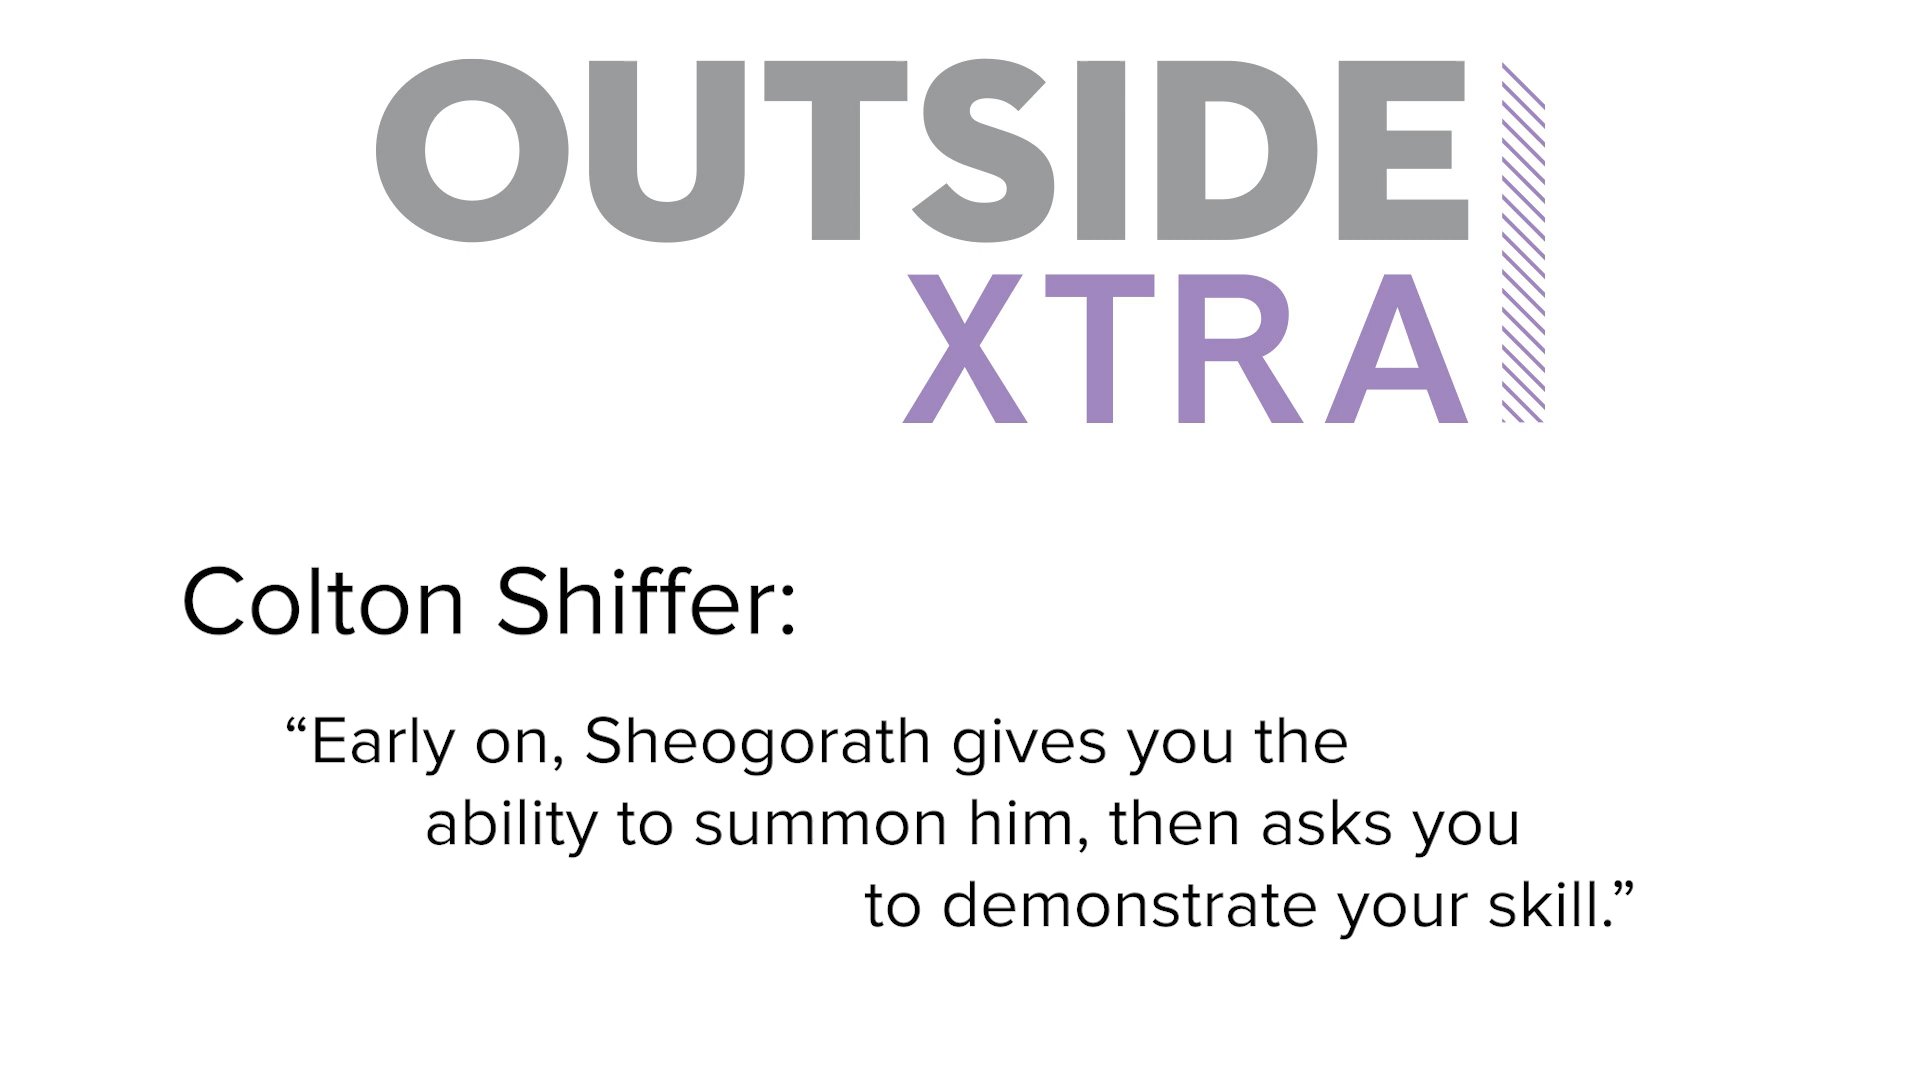 OUTSIDE
XTRA
Colton Shiffer:
“Early on, Sheogorath gives you the
ability to summon him, then asks you
to demonstrate your skill.”